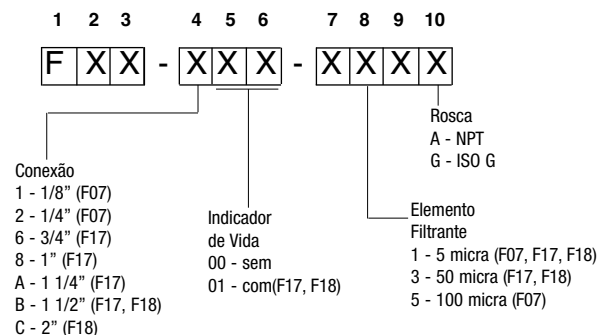 1 2 3 4 5 6 7 8 9 10
F X X - X X X - X X X X
Rosca
A - NPT
G - ISO G
Conexão
1 - 1/8” (F07)
2 - 1/4” (F07)
6 - 3/4” (F17)
8 - 1” (F17)
A - 1 1/4” (F17)
B - 1 1/2” (F17, F18)
C - 2” (F18)
Indicador
de Vida
00 - sem
01 - com(F17, F18)
Elemento
Filtrante
1 - 5 micra (F07, F17, F18)
3 - 50 micra (F17, F18)
5 - 100 micra (F07)